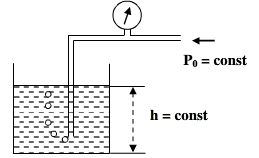 P₀ = const
h = const